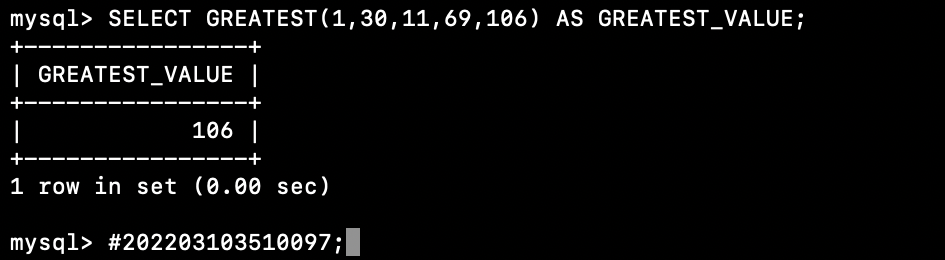 mysql> SELECT GREATEST(1,30,11,69,106) AS GREATEST_VALUE;
+----------------+
| GREATEST_VALUE |
+----------------+
|            106 |
+----------------+
1 row in set (0.00 sec)

mysql> #202203103510097;